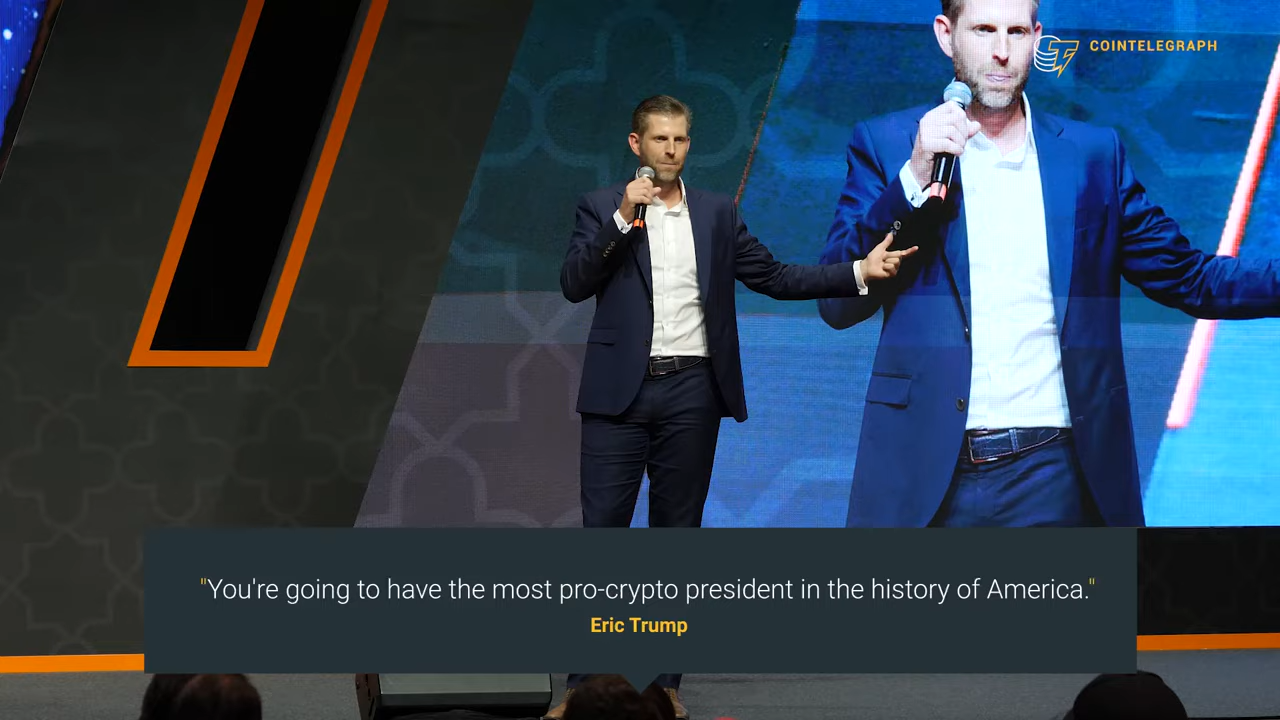 COINTELEGRAPH
"You're going to have the most pro-crypto president in the history of America."
Eric Trump